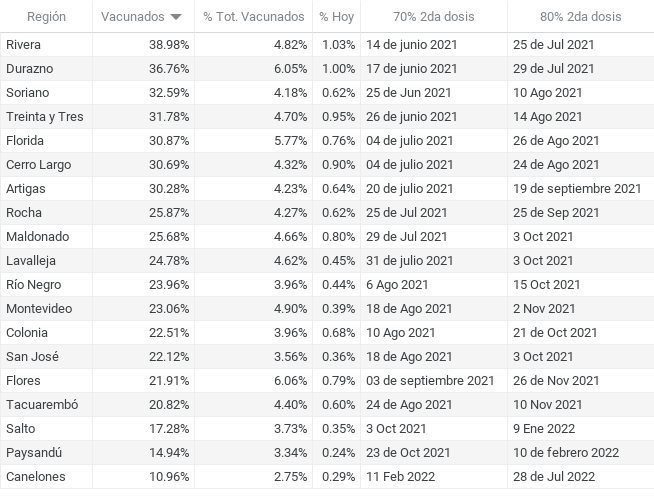 Región Vacunados % Tot. Vacunados % Hoy 70% 2da dosis 80% 2da dosis
Rivera 38.98% 4.82% 1.03% 14 de junio 2021 25 de Jul 2021
Durazno 36.76% 6.05% 1.00% 17 de junio 2021 29 de Jul 2021
Soriano 32.59% 4.18% 0.62% 25 de Jun 2021 10 Ago 2021
Treinta y Tres 31.78% 4.70% 0.95% 26 de junio 2021 14 Ago 2021
Florida 30.87% 5.77% 0.76% 04 de julio 2021 26 de Ago 2021
Cerro Largo 30.69% 4.32% 0.90% 04 de julio 2021 24 de Ago 2021
Artigas 30.28% 4.23% 0.64% 20 de julio 2021 19 de septiembre 2021
Rocha 25.87% 4.27% 0.62% 25 de Jul 2021 25 de Sep 2021
Maldonado 25.68% 4.66% 0.80% 29 de Jul 2021 3 Oct 2021
Lavalleja 24.78% 4.62% 0.45% 31 de julio 2021 3 Oct 2021
Río Negro 23.96% 3.96% 0.44% 6 Ago 2021 15 Oct 2021
Montevideo 23.06% 4.90% 0.39% 18 de Ago 2021 2 Nov 2021
Colonia 22.51% 3.96% 0.68% 10 Ago 2021 21 de Oct 2021
San José 22.12% 3.56% 0.36% 18 de Ago 2021 3 Oct 2021
Flores 21.91% 6.06% 0.79% 03 de septiembre 2021 26 de Nov 2021
Tacuarembó 20.82% 4.40% 0.60% 24 de Ago 2021 10 Nov 2021
Salto 17.28% 3.73% 0.35% 3 Oct 2021 9 Ene 2022
Paysandú 14.94% 3.34% 0.24% 23 de Oct 2021 10 de febrero 2022
Canelones 10.96% 2.75% 0.29% 11 Feb 2022 28 de Jul 2022